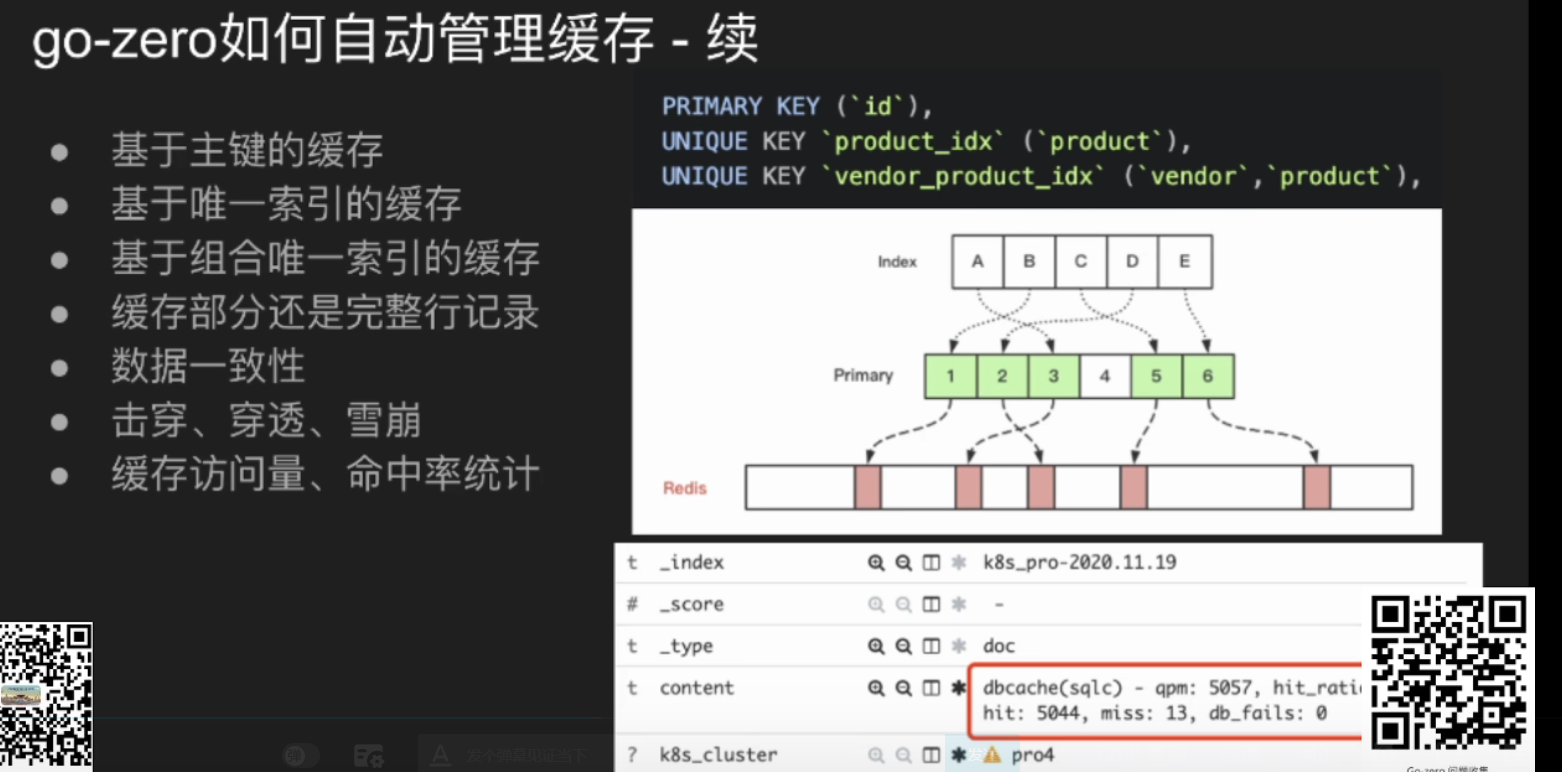 go-zero如何自动管理缓存 - 续
● 基于主键的缓存
● 基于唯一索引的缓存
● 基于组合唯一索引的缓存
● 缓存部分还是完整行记录
● 数据一致性
● 击穿、穿透、雪崩
● 缓存访问量、命中率统计
PRIMARY KEY (`id`),
UNIQUE KEY `product_idx` (`product`),
UNIQUE KEY `vendor_product_idx` (`vendor`,`product`),
Index A B C D E
Primary 1 2 3 4 5 6
Redis
t _index k8s_pro-2020.11.19
# _score -
t _type doc
t content dbcache(sqlc) - qpm: 5057, hit_ratio
hit: 5044, miss: 13, db_fails: 0
? k8s_cluster pro4
弹
A 发个弹幕见证当下
发
Go-zero 问题收集